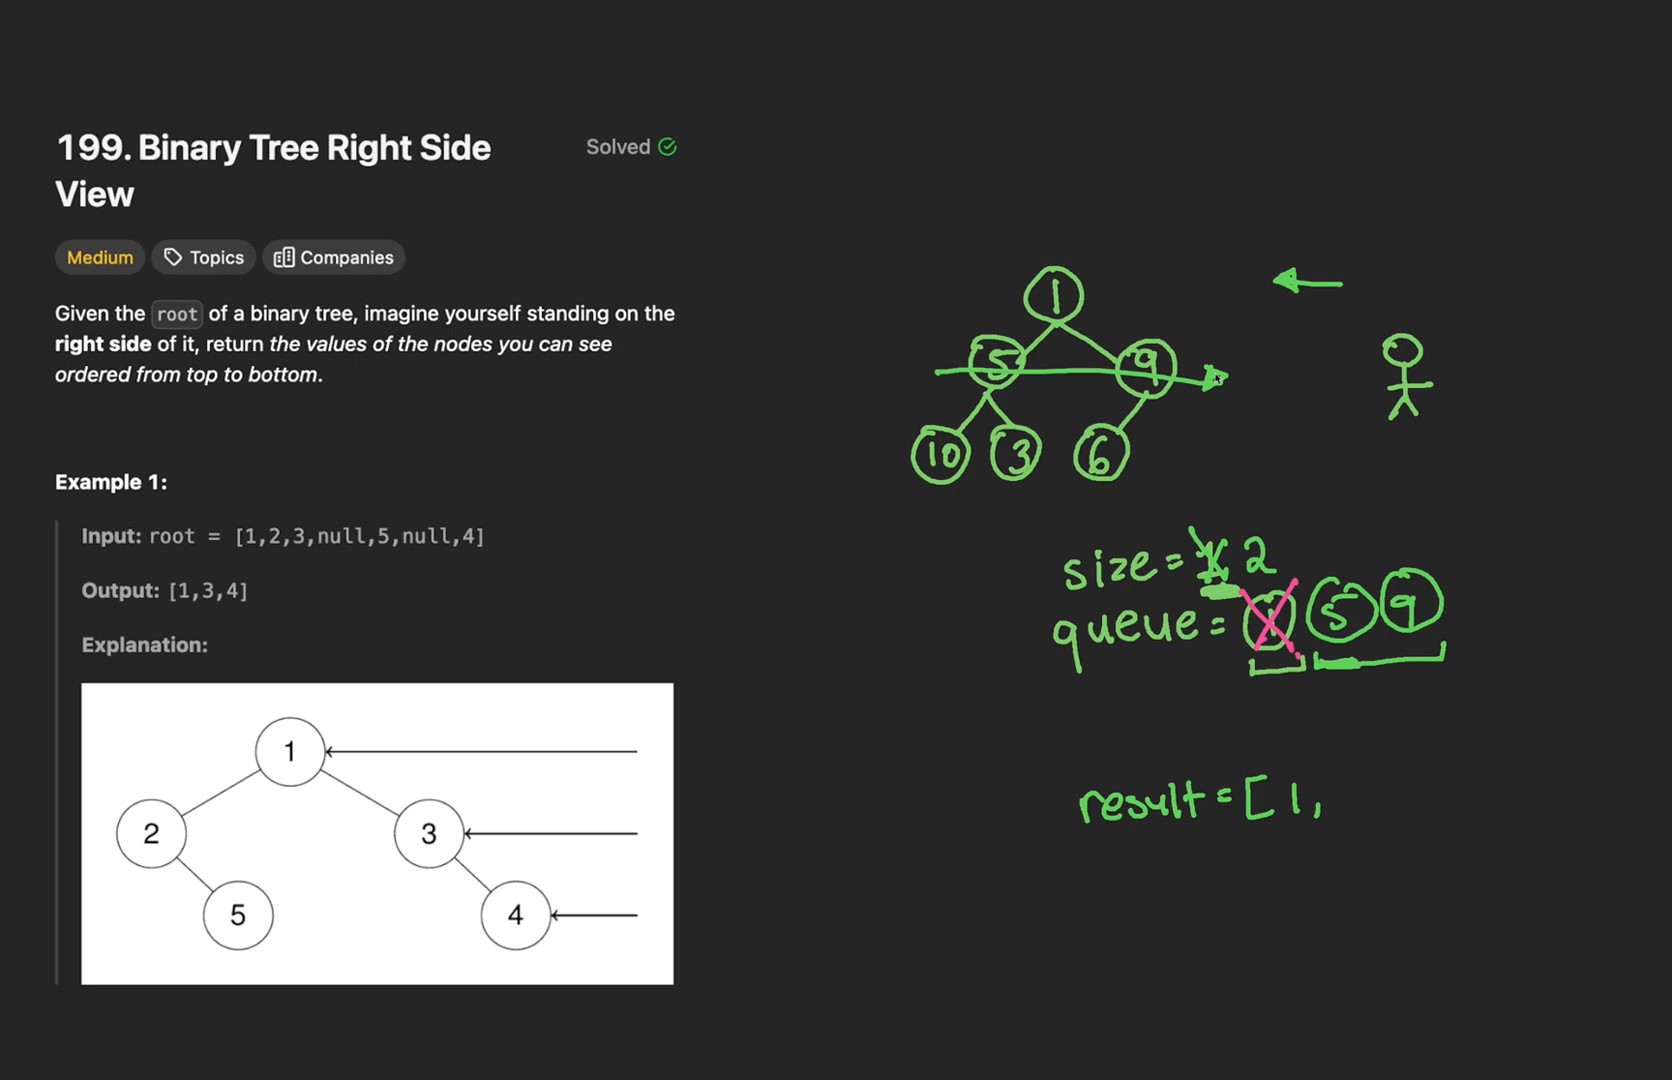 199. Binary Tree Right Side
View
Solved
Medium
Topics
Companies
Given the root of a binary tree, imagine yourself standing on the
right side of it, return the values of the nodes you can see
ordered from top to bottom.
Example 1:
Input: root = [1,2,3,null,5,null,4]
Output: [1,3,4]
Explanation:
1
2
3
5
4
1
5
9
10
3
6
size = 1 2
queue = 1 5 9
result = [ 1,